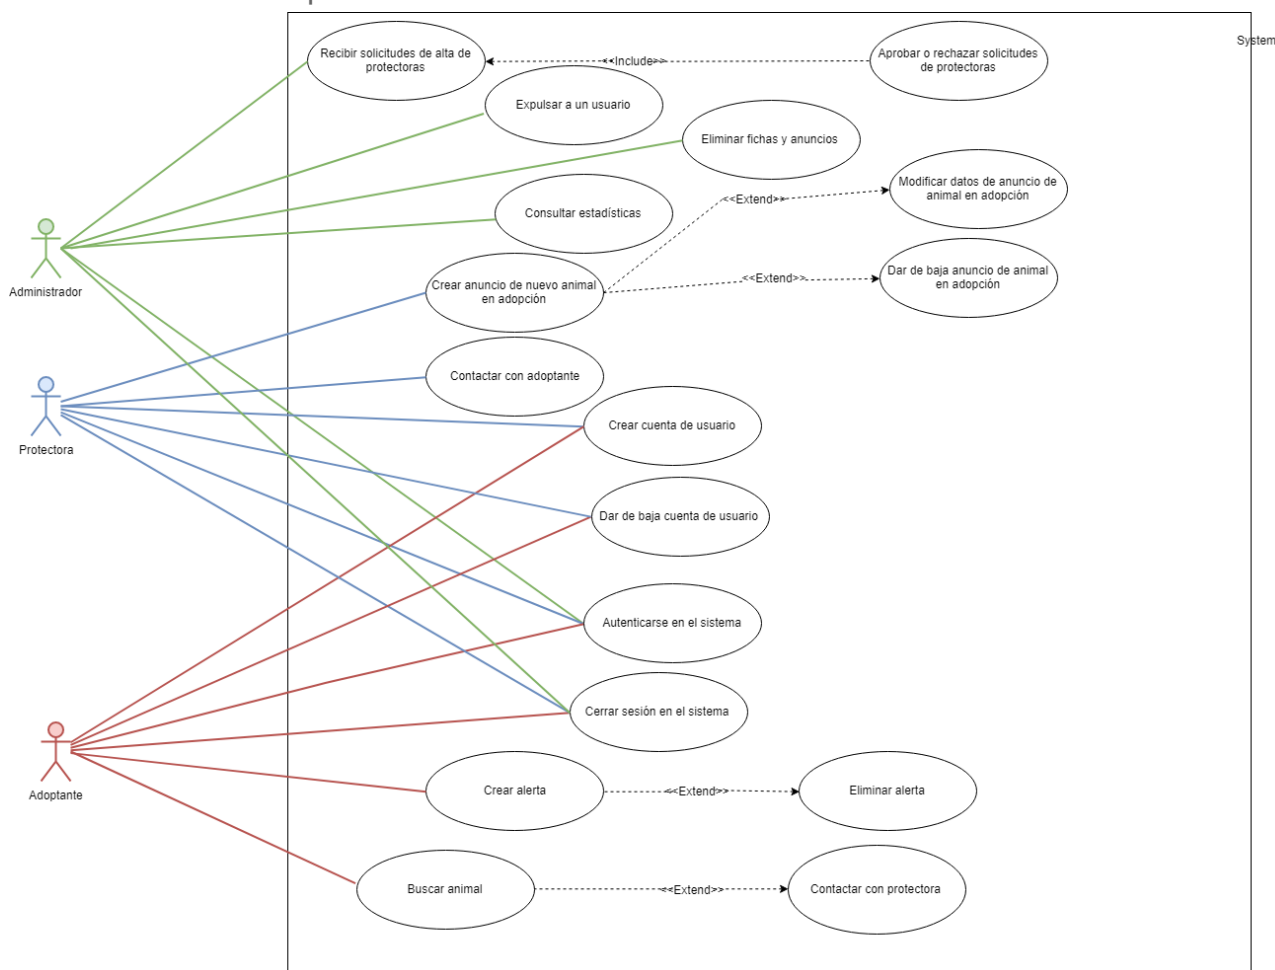 System
Recibir solicitudes de alta de
protectoras
<<Include>>
Aprobar o rechazar solicitudes
de protectoras
Expulsar a un usuario
Eliminar fichas y anuncios
Modificar datos de anuncio de
animal en adopción
<<Extend>>
Consultar estadísticas
Administrador
Crear anuncio de nuevo animal
en adopción
<<Extend>>
Dar de baja anuncio de animal
en adopción
Contactar con adoptante
Protectora
Crear cuenta de usuario
Dar de baja cuenta de usuario
Autenticarse en el sistema
Cerrar sesión en el sistema
Adoptante
Crear alerta
<<Extend>>
Eliminar alerta
Buscar animal
<<Extend>>
Contactar con protectora